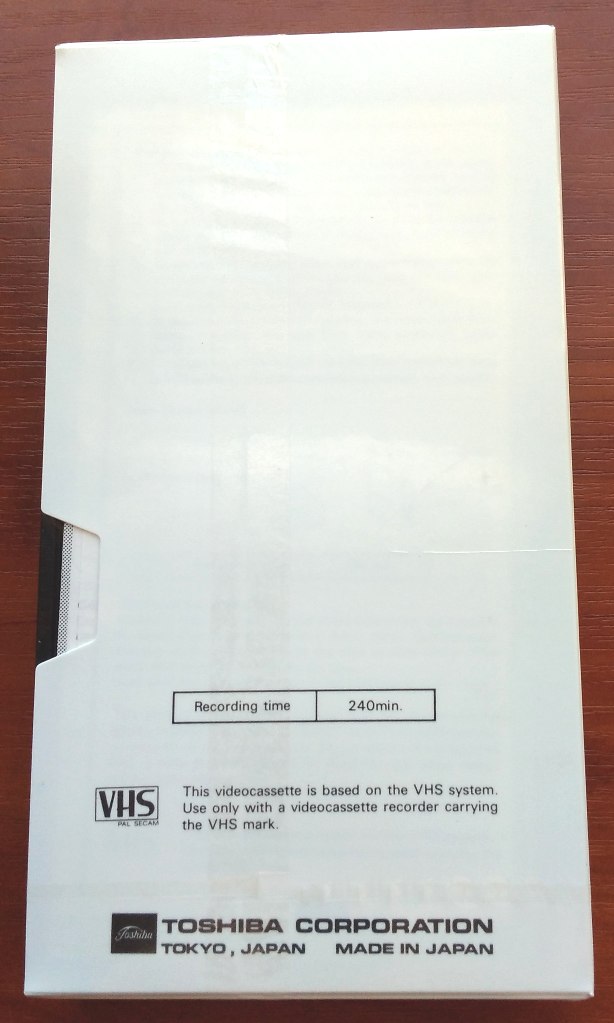 Recording time 240min.
VHS
PAL SECAM
This videocassette is based on the VHS system.
Use only with a videocassette recorder carrying
the VHS mark.
Toshiba
TOSHIBA CORPORATION
TOKYO, JAPAN MADE IN JAPAN